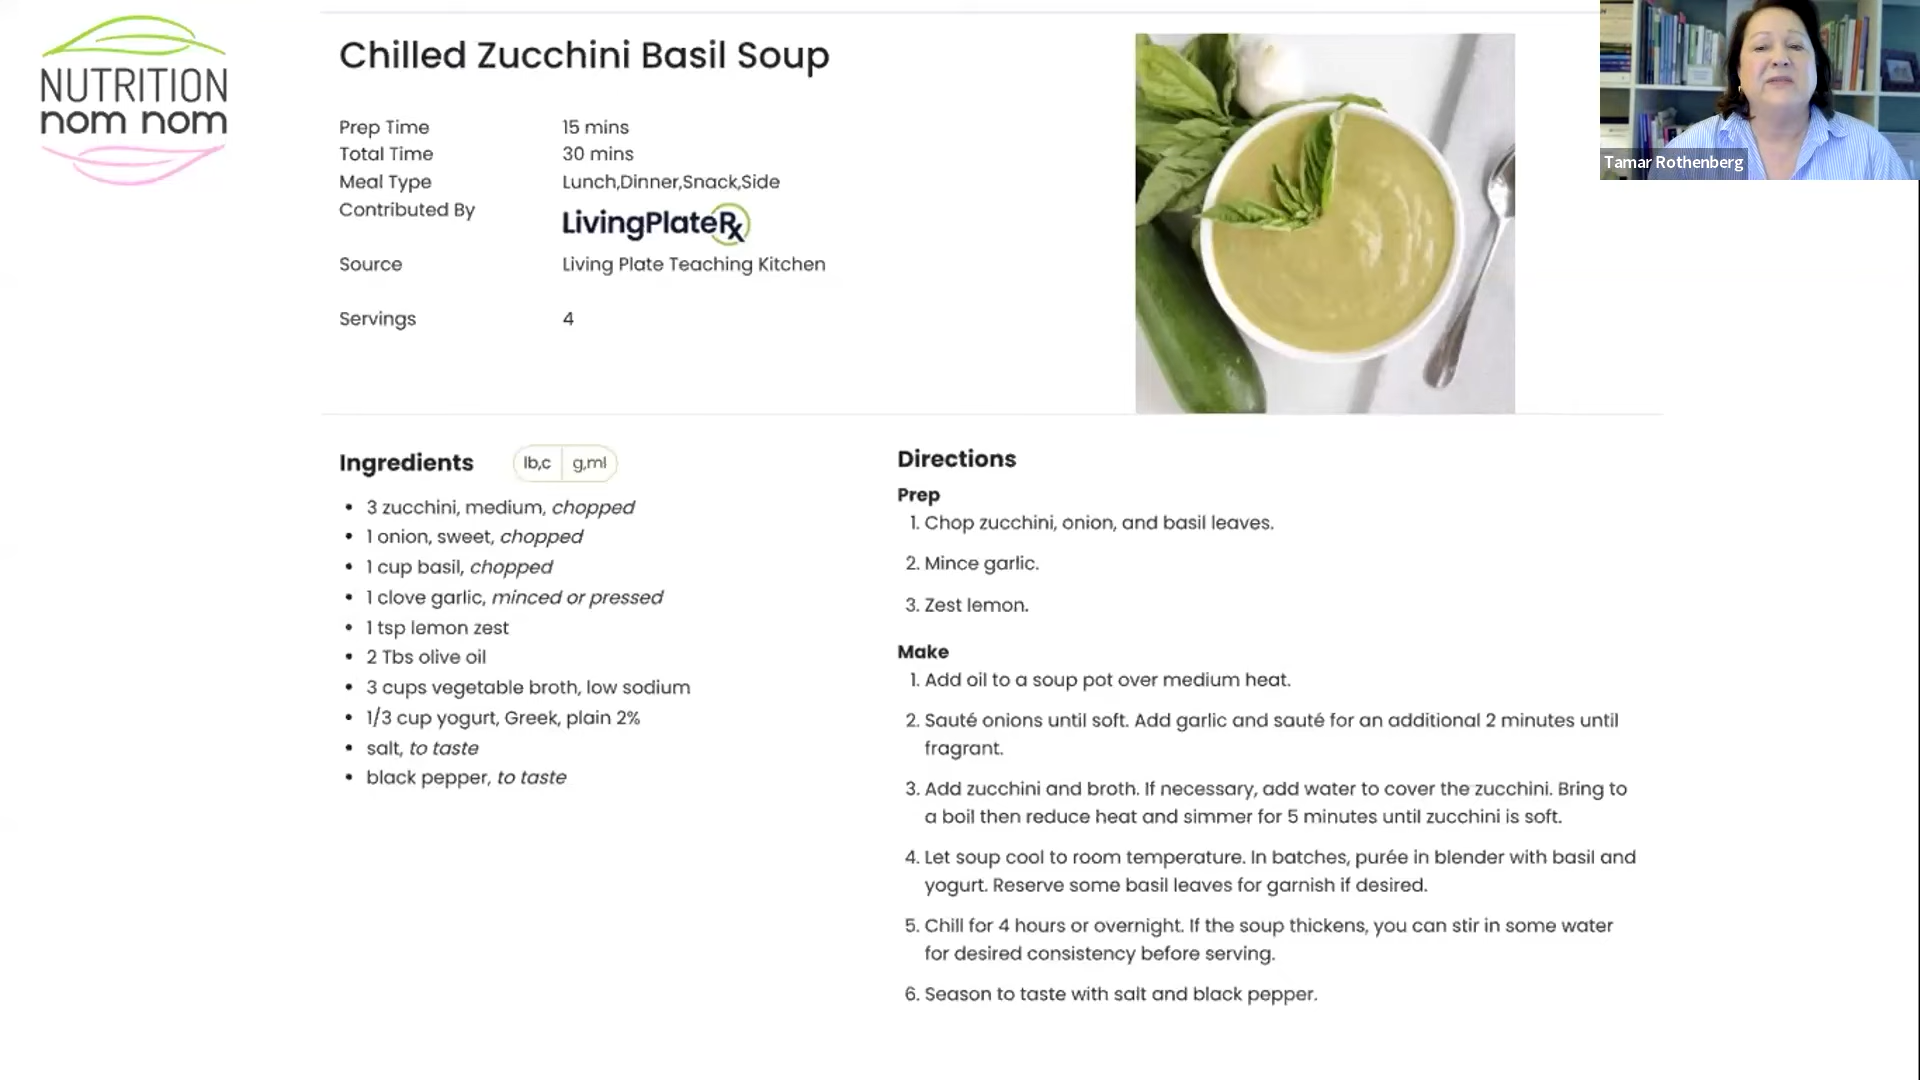 NUTRITION
nom nom
Chilled Zucchini Basil Soup
Prep Time 15 mins
Total Time 30 mins
Meal Type Lunch,Dinner,Snack,Side
Contributed By LivingPlateRx
Source Living Plate Teaching Kitchen
Servings 4
Tamar Rothenberg
Ingredients lb,c g,ml
• 3 zucchini, medium, chopped
• 1 onion, sweet, chopped
• 1 cup basil, chopped
• 1 clove garlic, minced or pressed
• 1 tsp lemon zest
• 2 Tbs olive oil
• 3 cups vegetable broth, low sodium
• 1/3 cup yogurt, Greek, plain 2%
• salt, to taste
• black pepper, to taste
Directions
Prep
1. Chop zucchini, onion, and basil leaves.
2. Mince garlic.
3. Zest lemon.
Make
1. Add oil to a soup pot over medium heat.
2. Sauté onions until soft. Add garlic and sauté for an additional 2 minutes until
fragrant.
3. Add zucchini and broth. If necessary, add water to cover the zucchini. Bring to
a boil then reduce heat and simmer for 5 minutes until zucchini is soft.
4. Let soup cool to room temperature. In batches, purée in blender with basil and
yogurt. Reserve some basil leaves for garnish if desired.
5. Chill for 4 hours or overnight. If the soup thickens, you can stir in some water
for desired consistency before serving.
6. Season to taste with salt and black pepper.